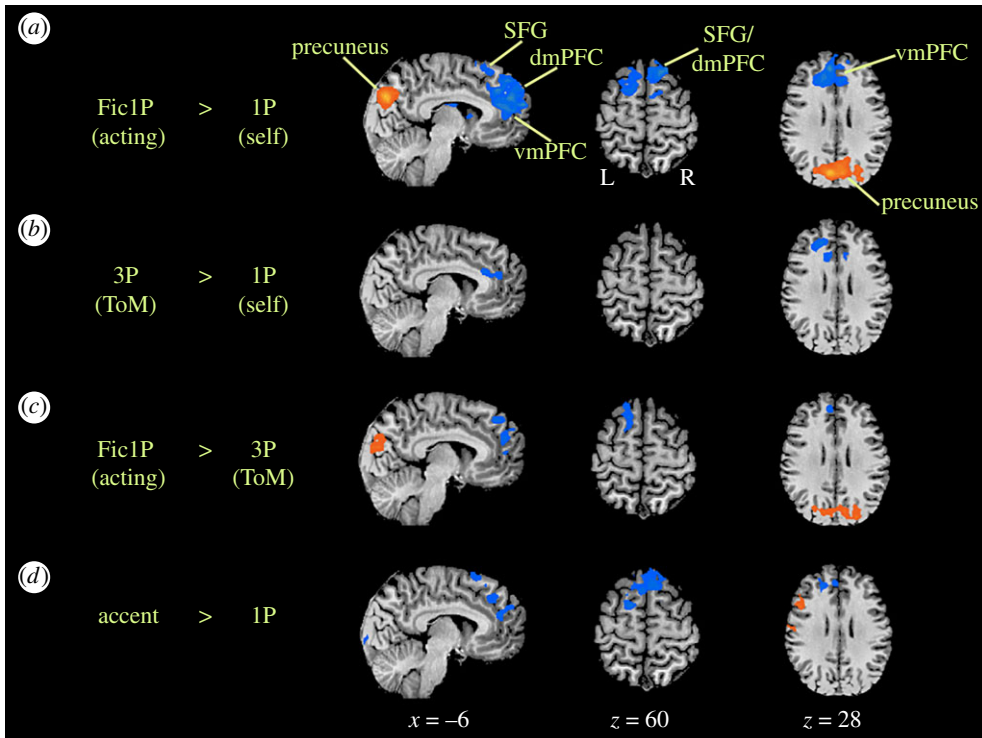 (a)
precuneus
SFG
dmPFC
vmPFC
SFG/
dmPFC
vmPFC
precuneus
Fic1P > 1P
(acting) (self)
L R
(b)
3P > 1P
(ToM) (self)
(c)
Fic1P > 3P
(acting) (ToM)
(d)
accent > 1P
x = –6 z = 60 z = 28